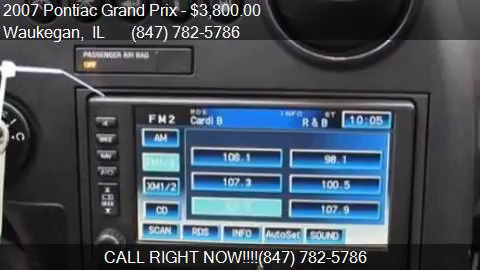 2007 Pontiac Grand Prix - $3,800.00
Waukegan, IL (847) 782-5786
PASSENGER AIR BAG
OFF
FM2 RDS INFO ST
Cardi B R & B 10:05
AM
106.1 98.1
FM1/2
XM1/2 107.3 100.5
CD 107.9
SCAN RDS INFO AutoSet SOUND
NAV
CALL RIGHT NOW!!!!(847) 782-5786